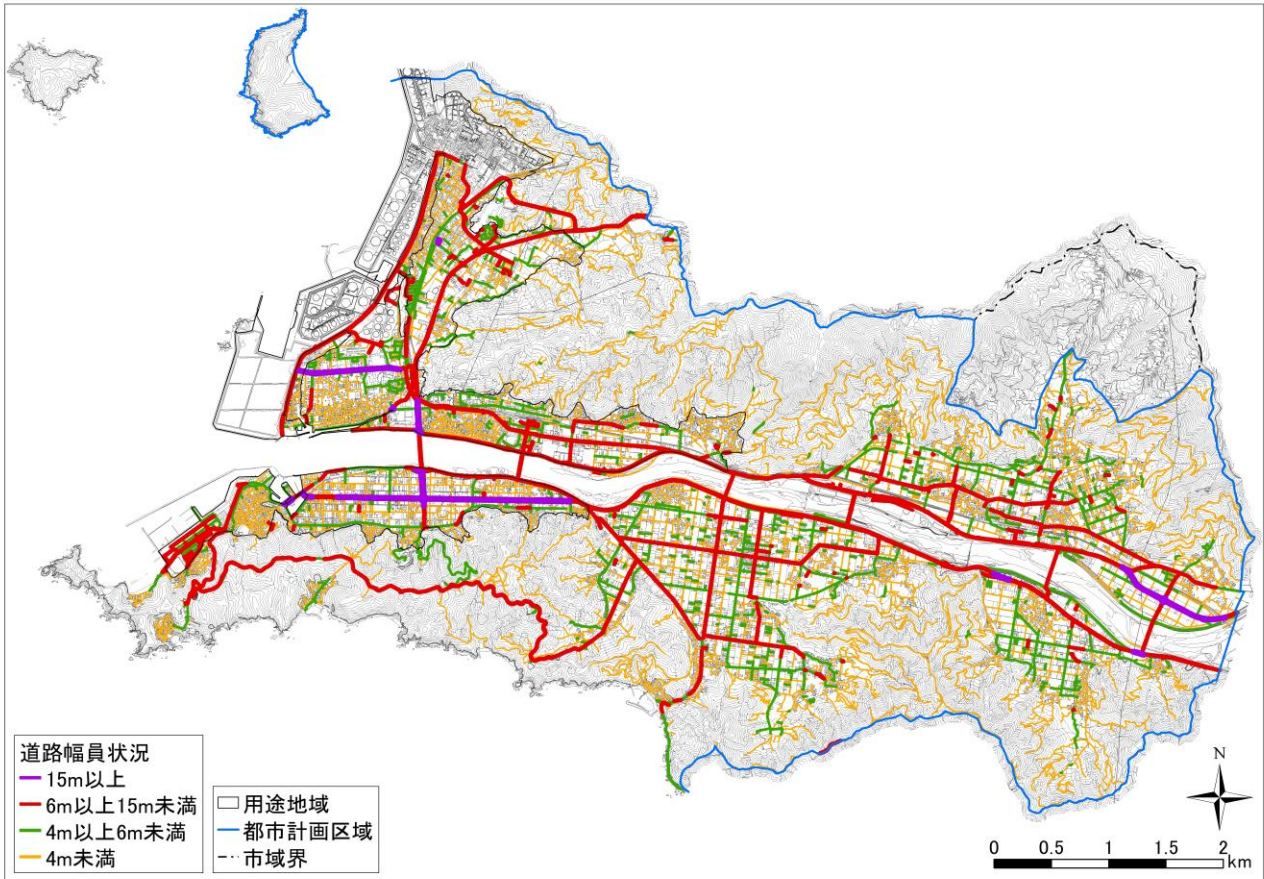 道路幅員状況
15m以上
6m以上15m未満
4m以上6m未満
4m未満
用途地域
都市計画区域
市域界
N
0 0.5 1 1.5 2
km